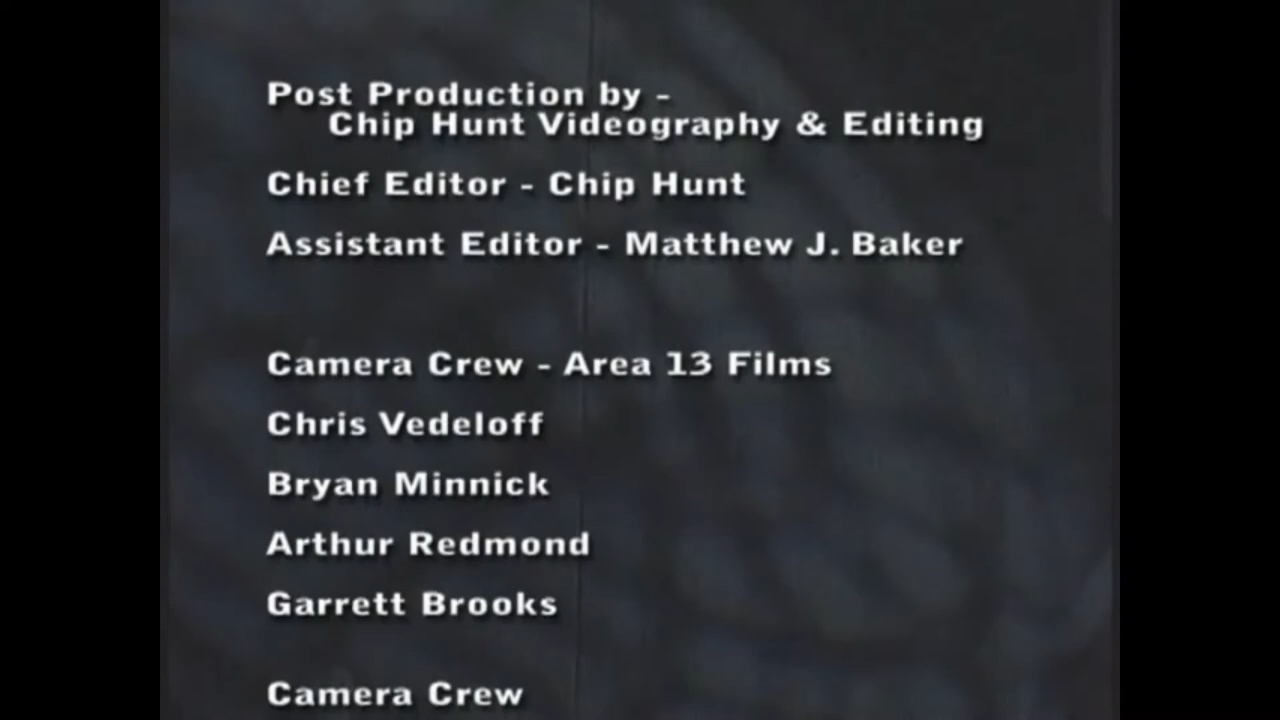 Post Production by -
Chip Hunt Videography & Editing
Chief Editor - Chip Hunt
Assistant Editor - Matthew J. Baker
Camera Crew - Area 13 Films
Chris Vedeloff
Bryan Minnick
Arthur Redmond
Garrett Brooks
Camera Crew